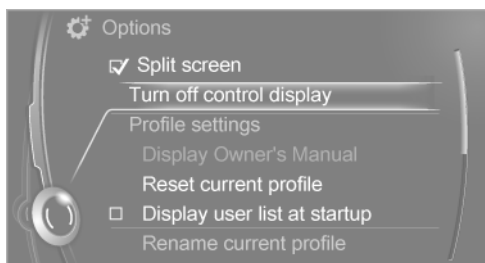 Options
Split screen
Turn off control display
Profile settings
Display Owner's Manual
Reset current profile
Display user list at startup
Rename current profile